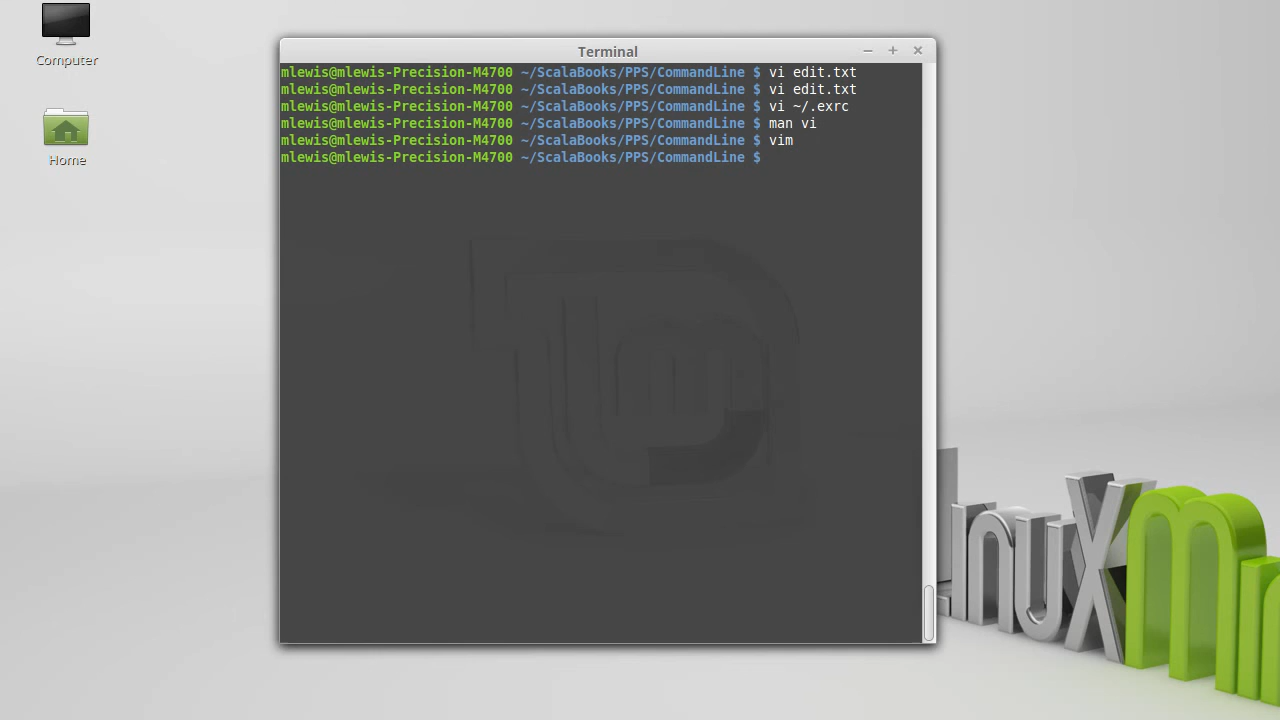 Computer
Home
Terminal
mlewis@mlewis-Precision-M4700 ~/ScalaBooks/PPS/CommandLine $ vi edit.txt
mlewis@mlewis-Precision-M4700 ~/ScalaBooks/PPS/CommandLine $ vi edit.txt
mlewis@mlewis-Precision-M4700 ~/ScalaBooks/PPS/CommandLine $ vi ~/.exrc
mlewis@mlewis-Precision-M4700 ~/ScalaBooks/PPS/CommandLine $ man vi
mlewis@mlewis-Precision-M4700 ~/ScalaBooks/PPS/CommandLine $ vim
mlewis@mlewis-Precision-M4700 ~/ScalaBooks/PPS/CommandLine $